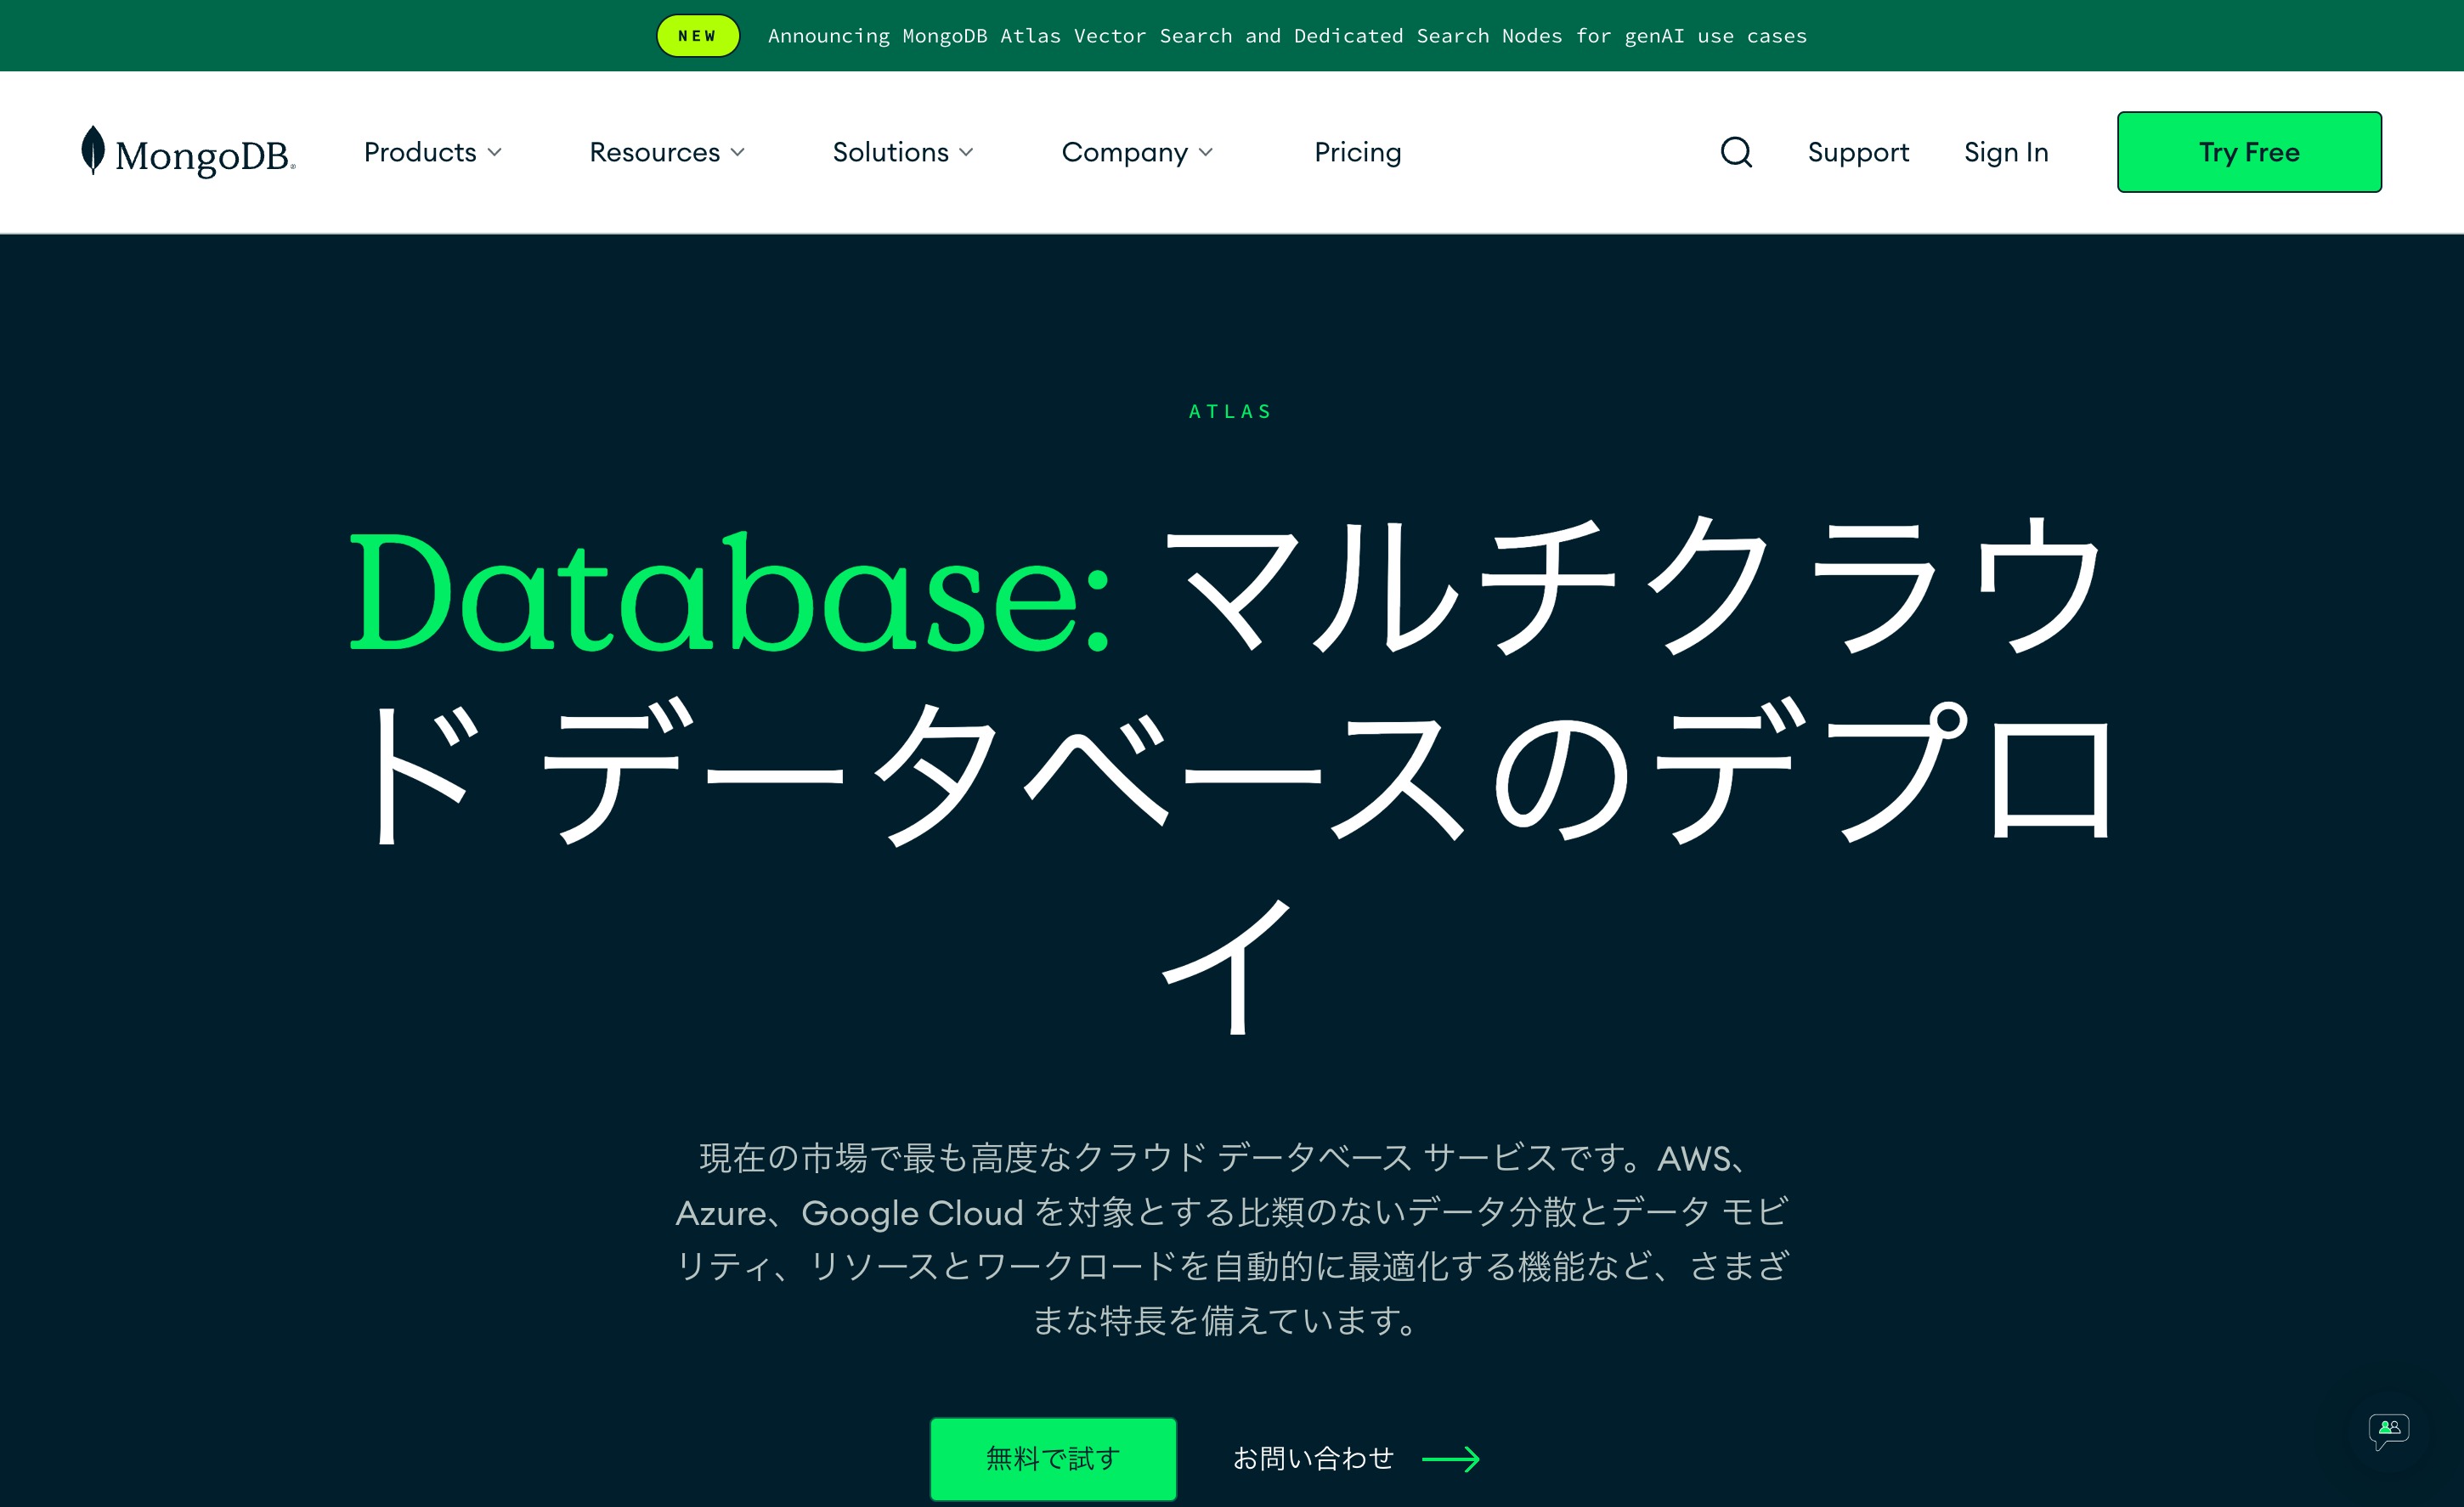 NEW
Announcing MongoDB Atlas Vector Search and Dedicated Search Nodes for genAI use cases
MongoDB®
Products
Resources
Solutions
Company
Pricing
Support
Sign In
Try Free
ATLAS
Database: マルチクラウ
ド データベースのデプロ
イ
現在の市場で最も高度なクラウド データベース サービスです。AWS、
Azure、Google Cloud を対象とする比類のないデータ分散とデータ モビ
リティ、リソースとワークロードを自動的に最適化する機能など、さまざ
まな特長を備えています。
無料で試す
お問い合わせ